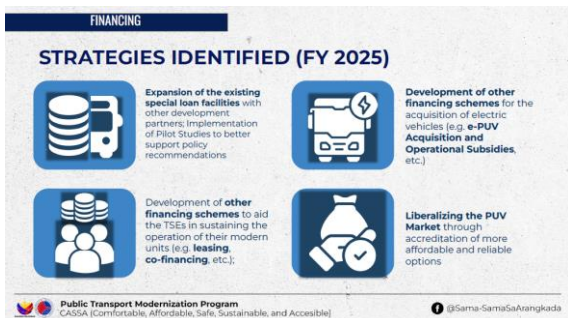 FINANCING
STRATEGIES IDENTIFIED (FY 2025)
Expansion of the existing
special loan facilities with
other development
partners; Implementation
of Pilot Studies to better
support policy
recommendations
Development of other
financing schemes for the
acquisition of electric
vehicles (e.g. e-PUV
Acquisition and
Operational Subsidies,
etc.)
Development of other
financing schemes to aid
the TSEs in sustaining the
operation of their modern
units (e.g. leasing,
co-financing, etc.);
Liberalizing the PUV
Market through
accreditation of more
affordable and reliable
options
Public Transport Modernization Program
CASSA (Comfortable, Affordable, Safe, Sustainable, and Accesible)
@Sama-SamaSaArangkada